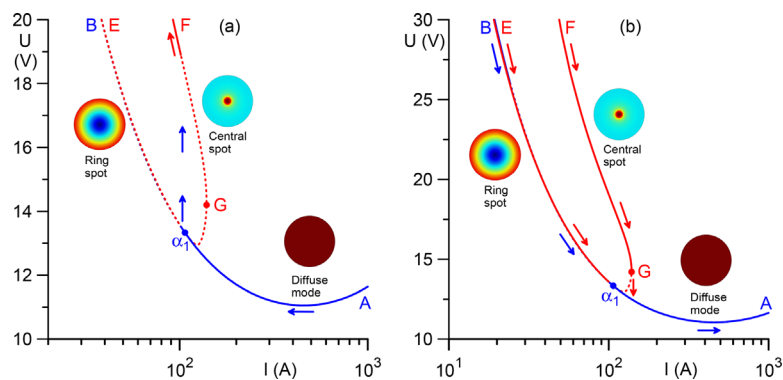 20
U
(V)
18
16
14
12
10
B
E
F
(a)
Ring
spot
Central
spot
G
α1
Diffuse
mode
A
10²
I (A)
10³
30
U (V)
25
20
15
10
B
E
F
(b)
Ring
spot
Central
spot
G
α1
Diffuse
mode
A
10¹
10²
I (A)
10³